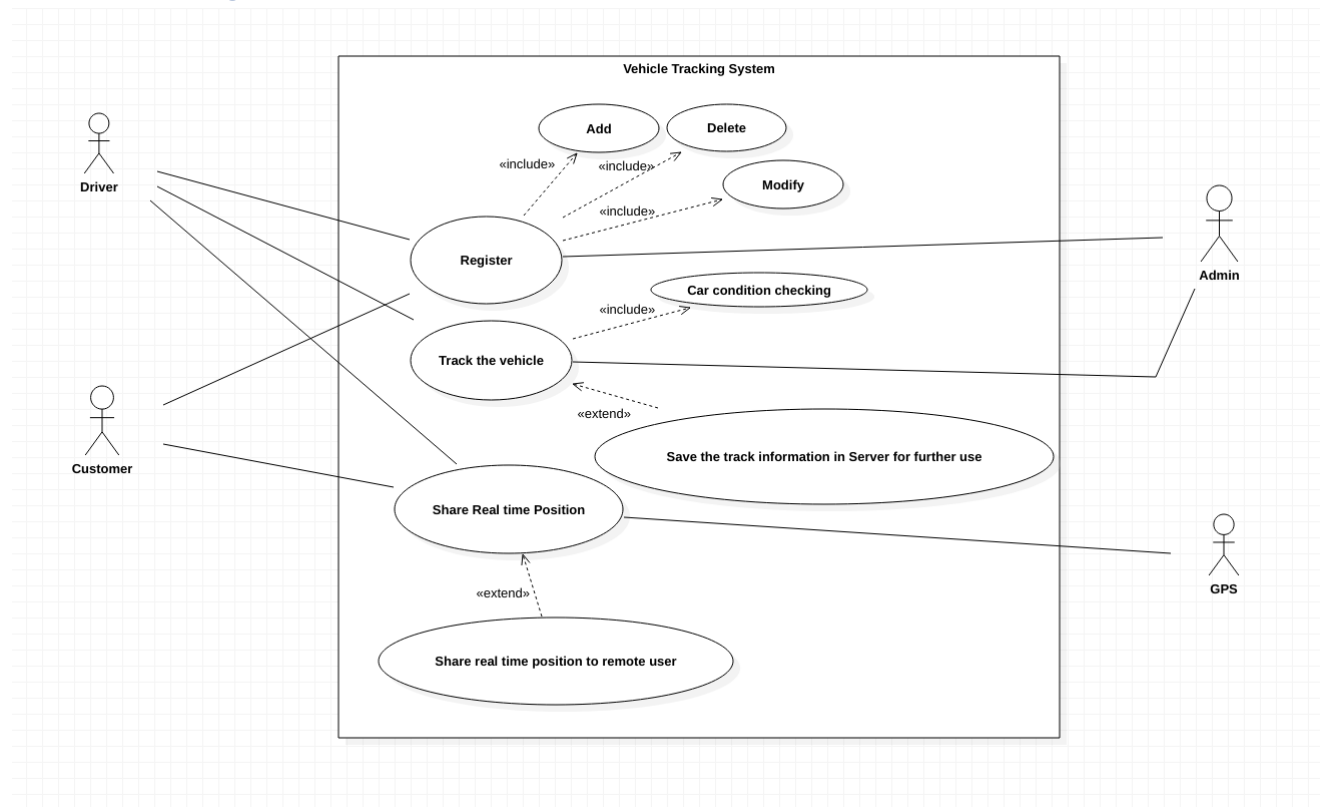 Vehicle Tracking System
Add
Delete
«include»
«include»
Modify
Driver
«include»
Register
Admin
Car condition checking
«include»
Track the vehicle
«extend»
Save the track information in Server for further use
Customer
Share Real time Position
GPS
«extend»
Share real time position to remote user